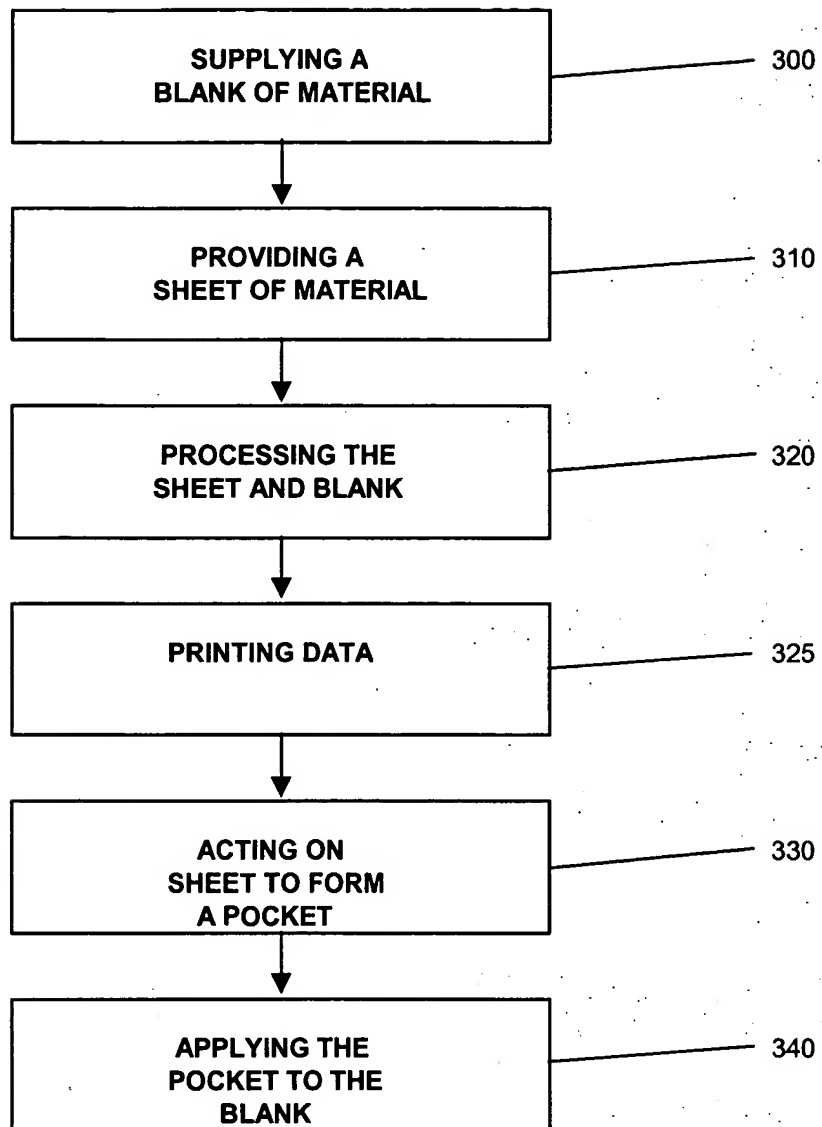 SUPPLYING A
BLANK OF MATERIAL
300
PROVIDING A
SHEET OF MATERIAL
310
PROCESSING THE
SHEET AND BLANK
320
PRINTING DATA
325
ACTING ON
SHEET TO FORM
A POCKET
330
APPLYING THE
POCKET TO THE
BLANK
340